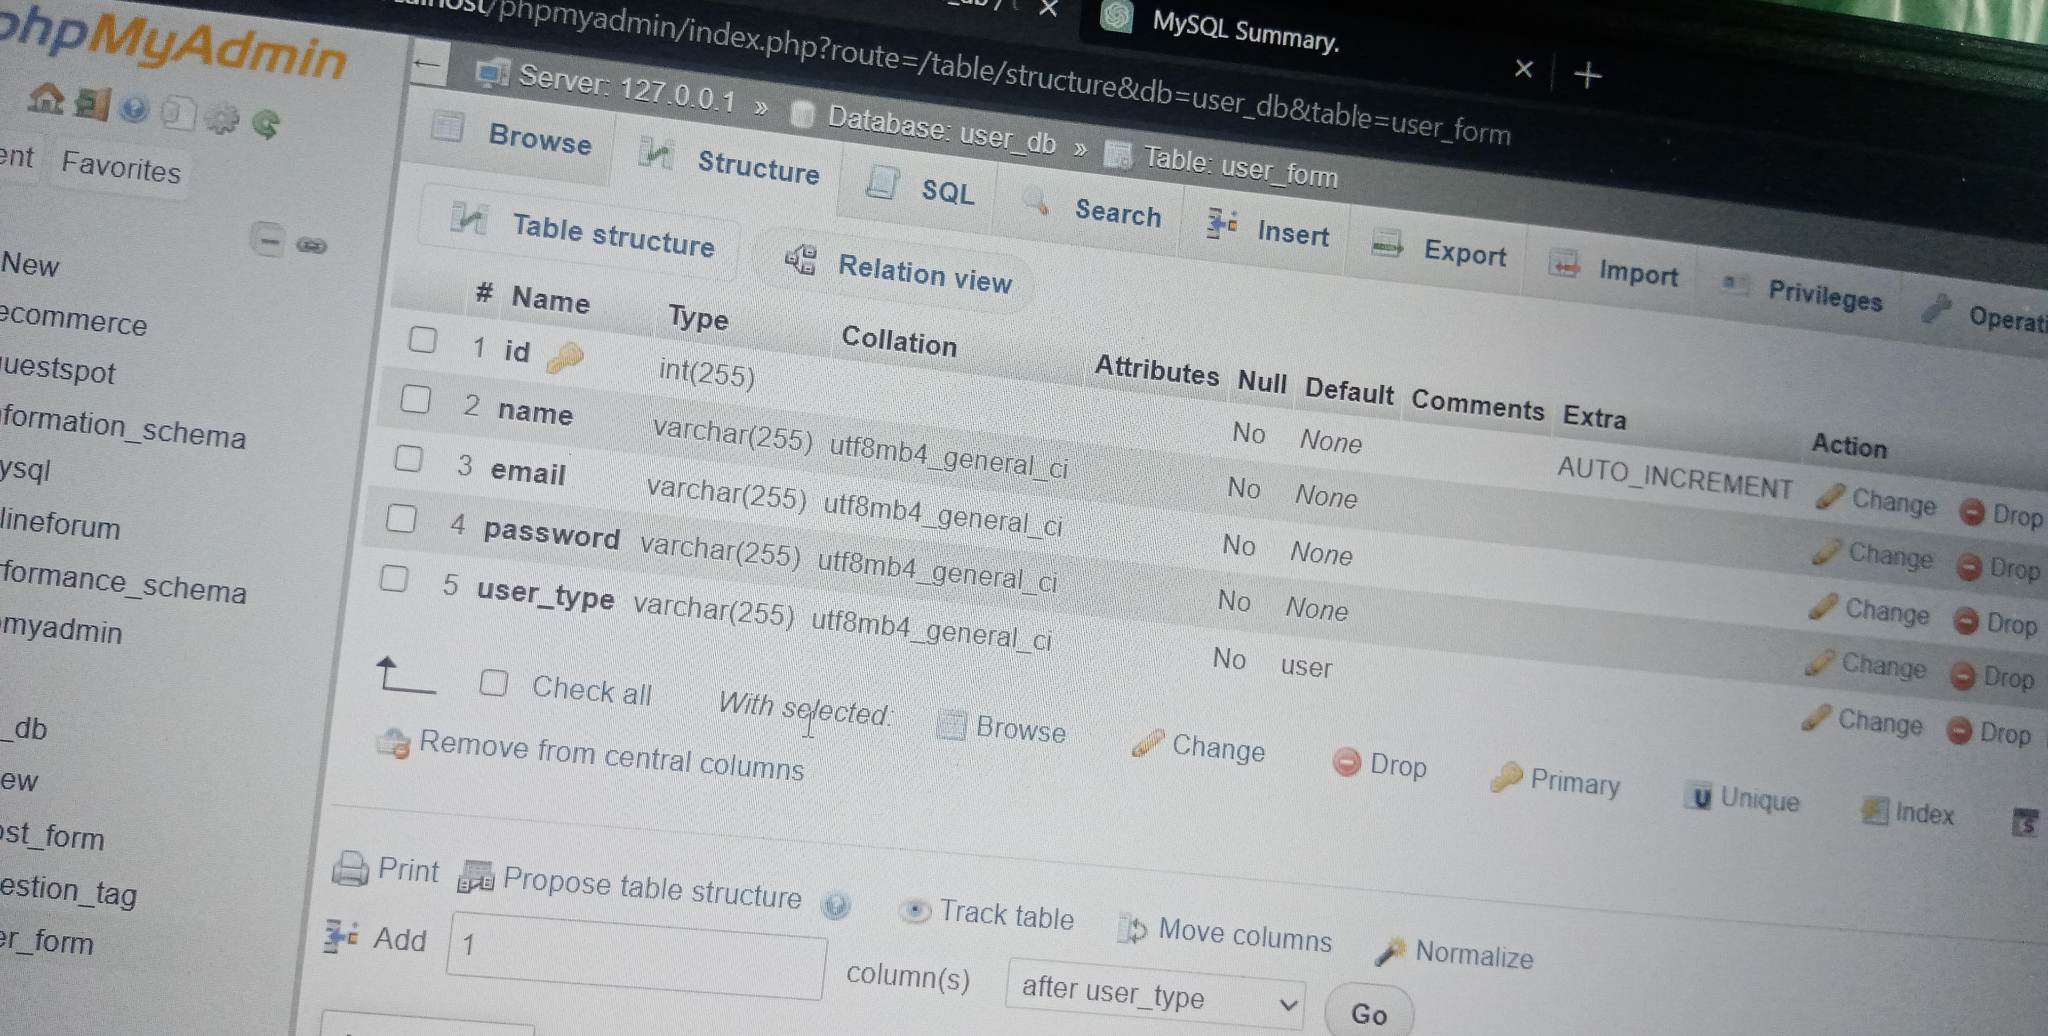 phpMyAdmin
MySQL Summary.
/phpmyadmin/index.php?route=/table/structure&db=user_db&table=user_form
Server: 127.0.0.1 » Database: user_db » Table: user_form
Favorites
Browse Structure SQL Search Insert Export Import Privileges Operati
Table structure Relation view
# Name Type Collation Attributes Null Default Comments Extra Action
1 id int(255) No None AUTO_INCREMENT Change Drop
2 name varchar(255) utf8mb4_general_ci No None Change Drop
3 email varchar(255) utf8mb4_general_ci No None Change Drop
4 password varchar(255) utf8mb4_general_ci No None Change Drop
5 user_type varchar(255) utf8mb4_general_ci No user Change Drop
Check all With selected: Browse Change Drop Primary Unique Index
Remove from central columns
Print Propose table structure Track table Move columns Normalize
Add 1 column(s) after user_type Go
ent
New
ecommerce
uestspot
formation_schema
ysql
lineforum
formance_schema
myadmin
_db
ew
ost_form
estion_tag
er_form